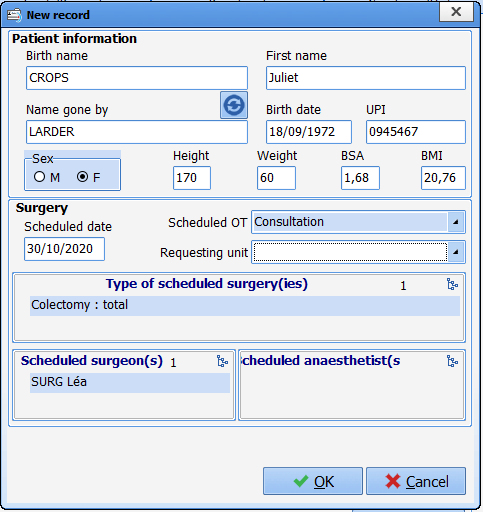 New record
Patient information
Birth name
First name
CROPS
Juliet
Name gone by
Birth date
UPI
LARDER
18/09/1972
0945467
Sex
M
F
Height
Weight
BSA
BMI
170
60
1,68
20,76
Surgery
Scheduled date
30/10/2020
Scheduled OT
Consultation
Requesting unit
Type of scheduled surgery(ies)
1
Colectomy : total
Scheduled surgeon(s)
1
SURG Léa
cheduled anaesthetist(s
OK
Cancel